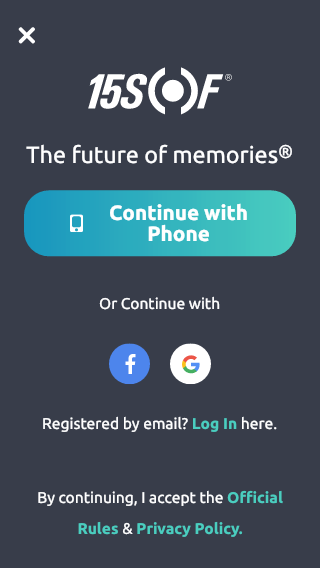 15SOF®
The future of memories®
Continue with
Phone
Or Continue with
Registered by email? Log In here.
By continuing, I accept the Official
Rules & Privacy Policy.